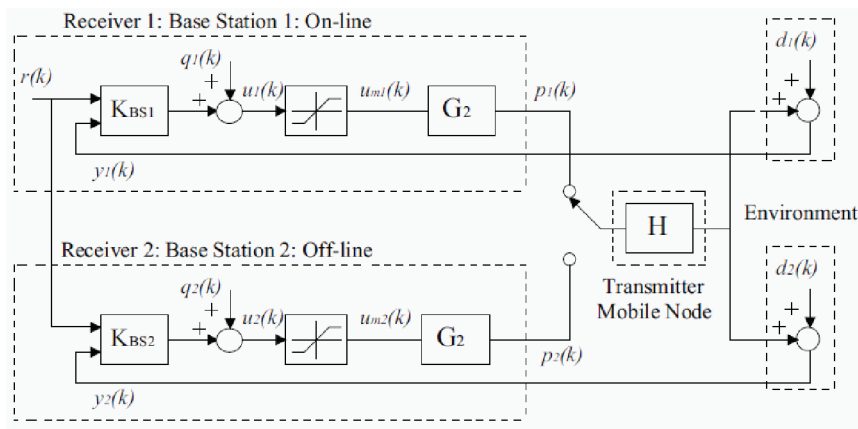 Receiver 1: Base Station 1: On-line
r(k)
q1(k)
+
+
KBS1
u1(k)
um1(k)
G2
p1(k)
y1(k)
d1(k)
+
+
H
Transmitter
Mobile Node
Environment
Receiver 2: Base Station 2: Off-line
q2(k)
+
+
KBS2
u2(k)
um2(k)
G2
p2(k)
y2(k)
d2(k)
+
+